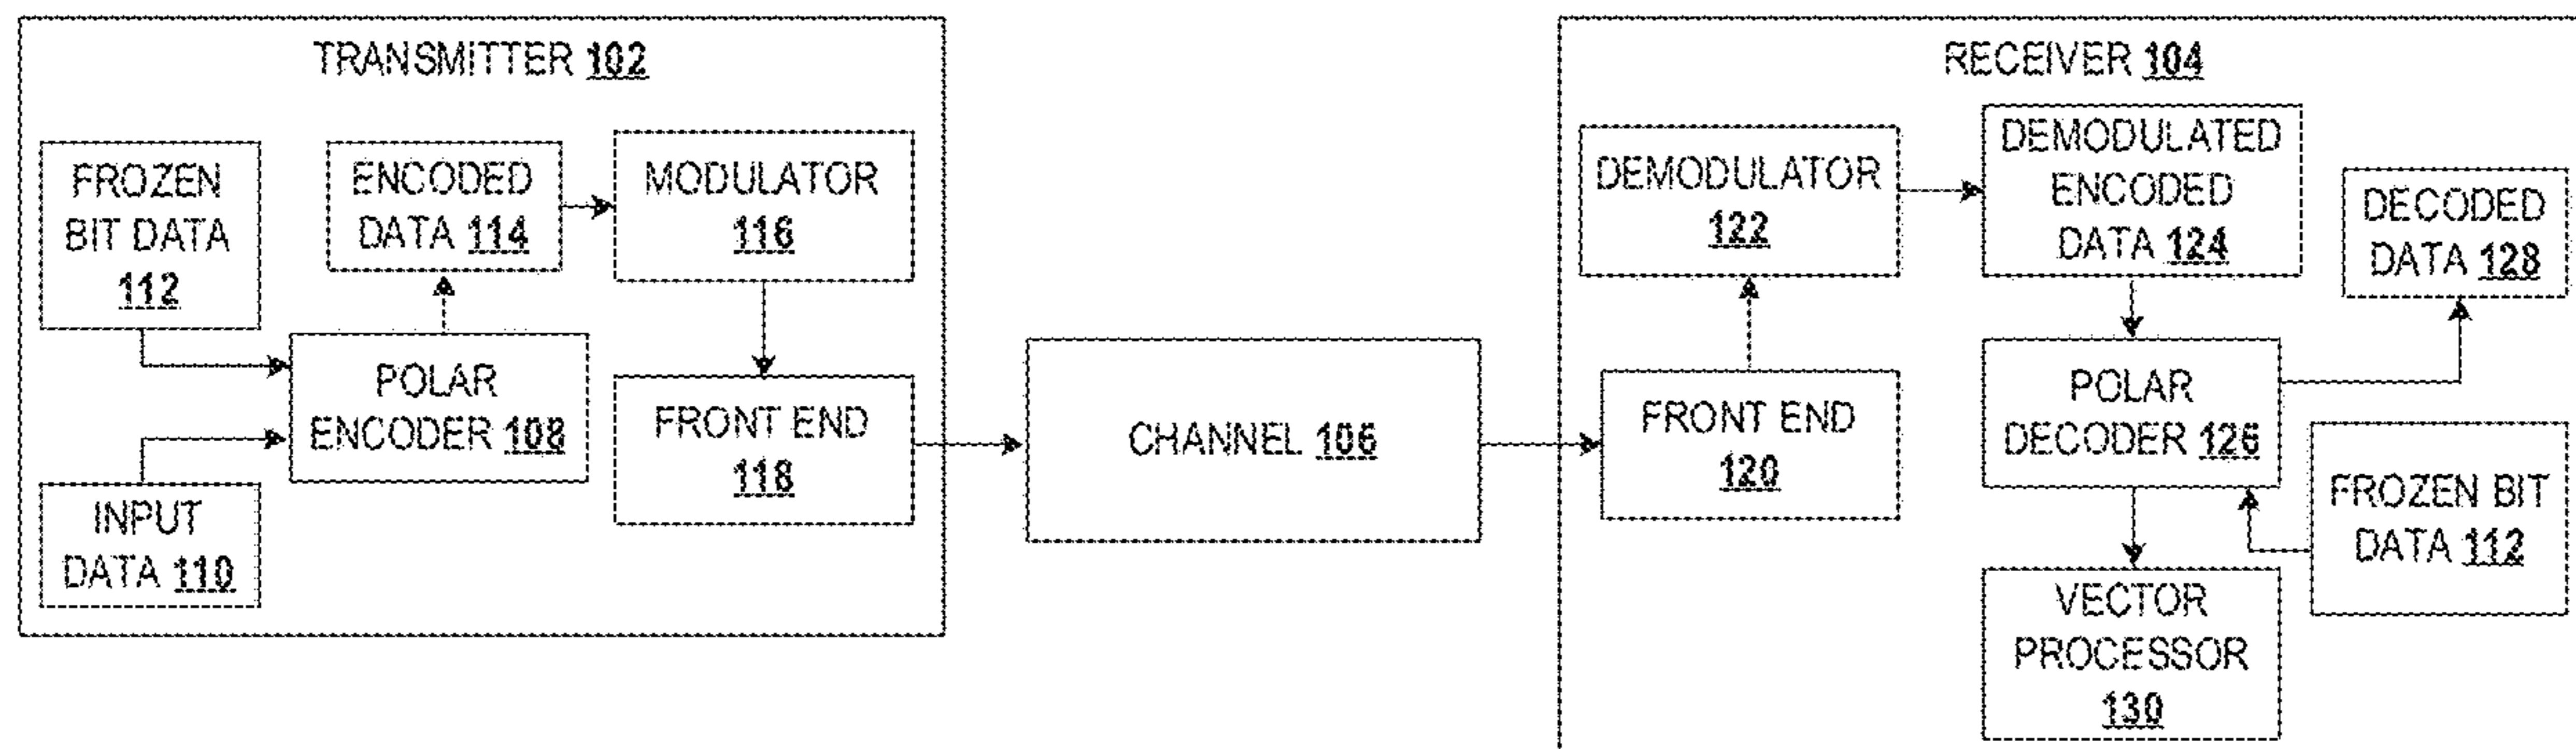 TRANSMITTER 102
FROZEN
BIT DATA
112
ENCODED
DATA 114
MODULATOR
116
POLAR
ENCODER 108
FRONT END
118
INPUT
DATA 110
CHANNEL 106
RECEIVER 104
DEMODULATOR
122
DEMODULATED
ENCODED
DATA 124
DECODED
DATA 128
FRONT END
120
POLAR
DECODER 126
FROZEN BIT
DATA 112
VECTOR
PROCESSOR
130